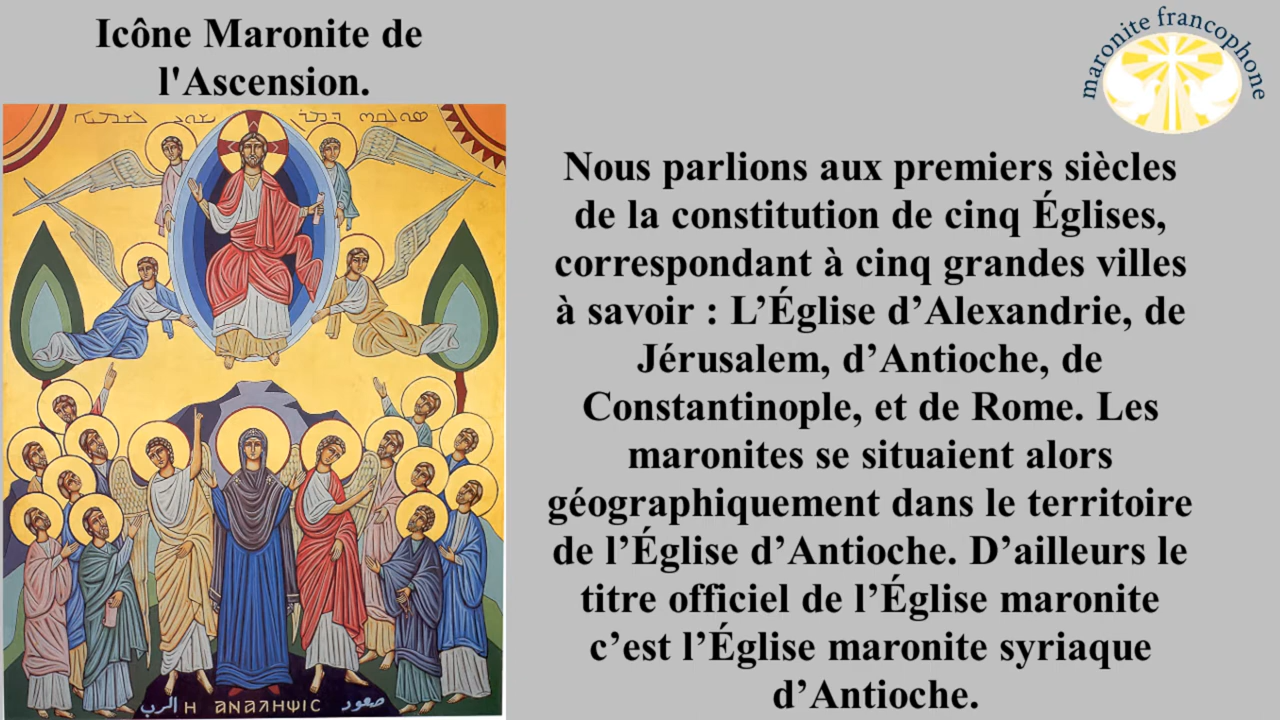 Icône Maronite de
l'Ascension.
maronite francophone
Nous parlions aux premiers siècles
de la constitution de cinq Églises,
correspondant à cinq grandes villes
à savoir : L’Église d’Alexandrie, de
Jérusalem, d’Antioche, de
Constantinople, et de Rome. Les
maronites se situaient alors
géographiquement dans le territoire
de l’Église d’Antioche. D’ailleurs le
titre officiel de l’Église maronite
c’est l’Église maronite syriaque
d’Antioche.
صعود Η ΑΝΑΛΗΨΙC الرب